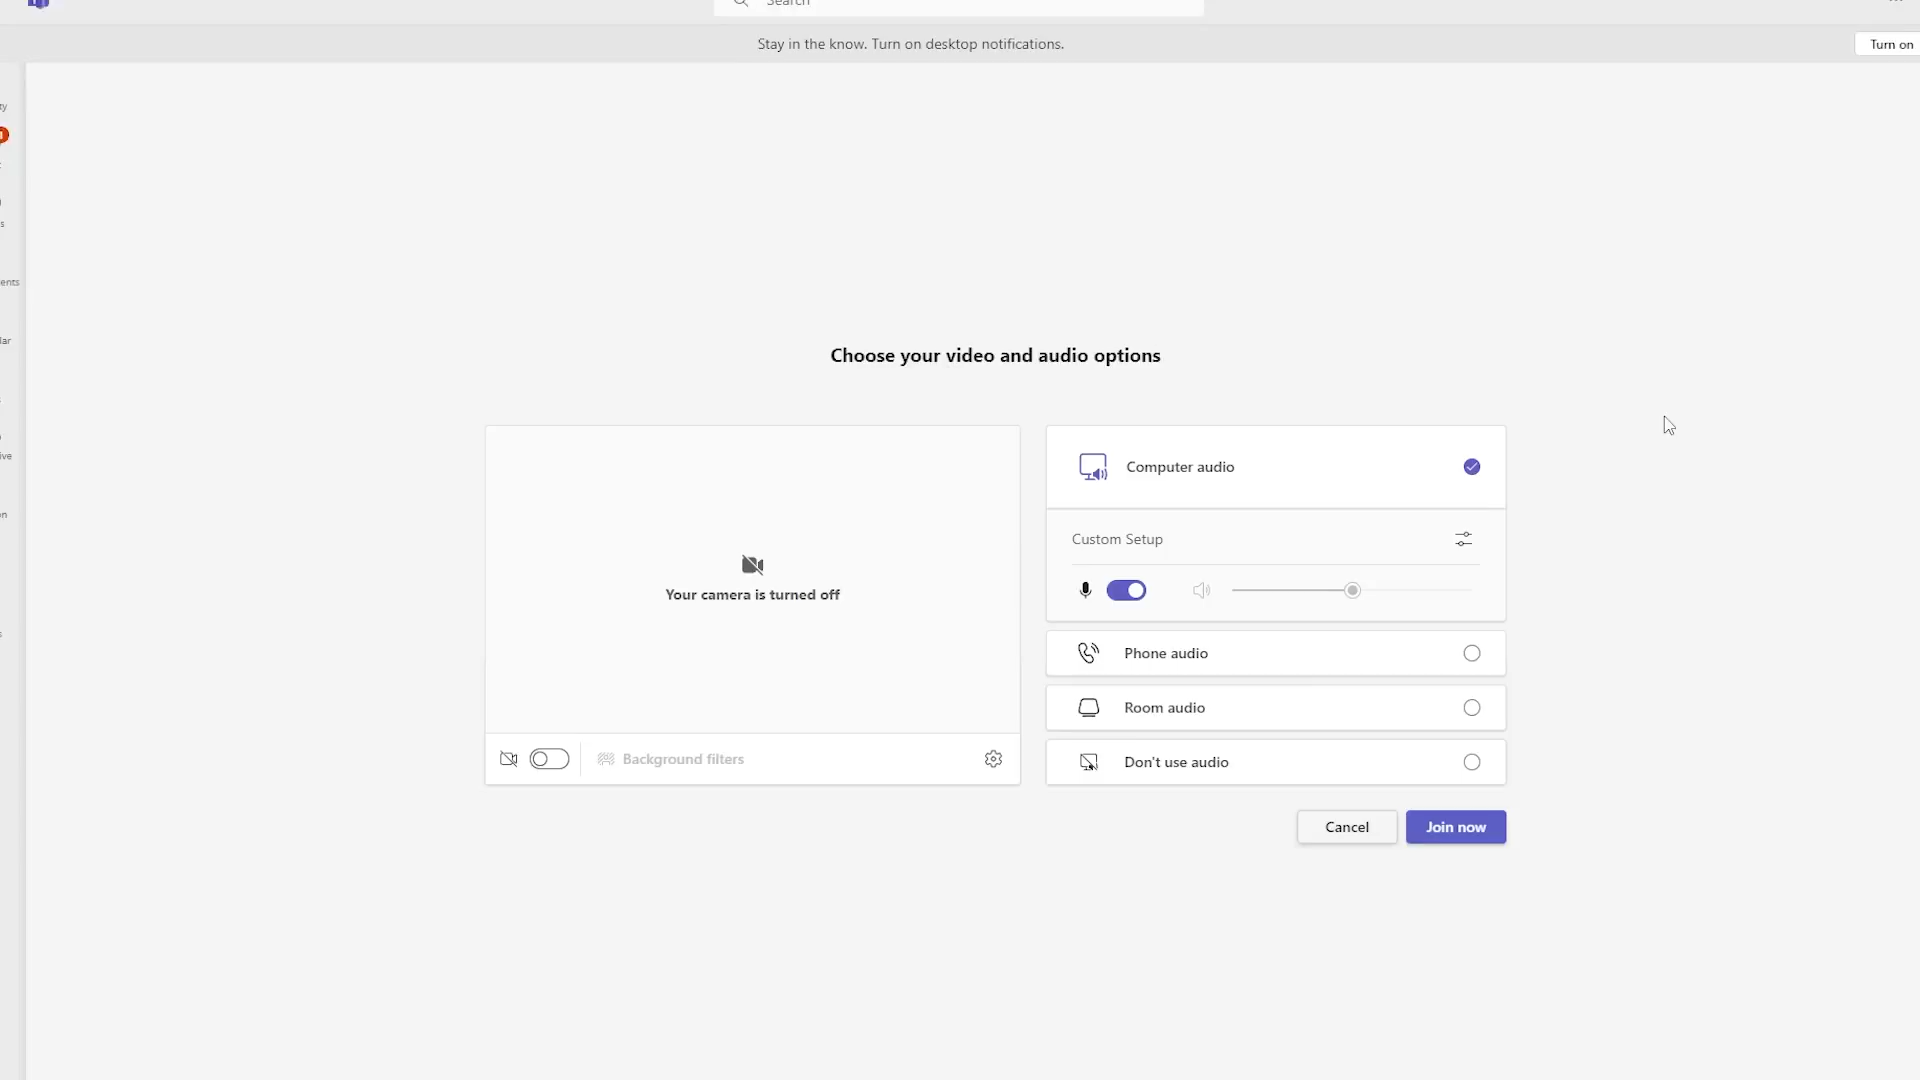 Search
Stay in the know. Turn on desktop notifications.
Turn on
Choose your video and audio options
Computer audio
Custom Setup
Your camera is turned off
Phone audio
Room audio
Background filters
Don't use audio
Cancel
Join now